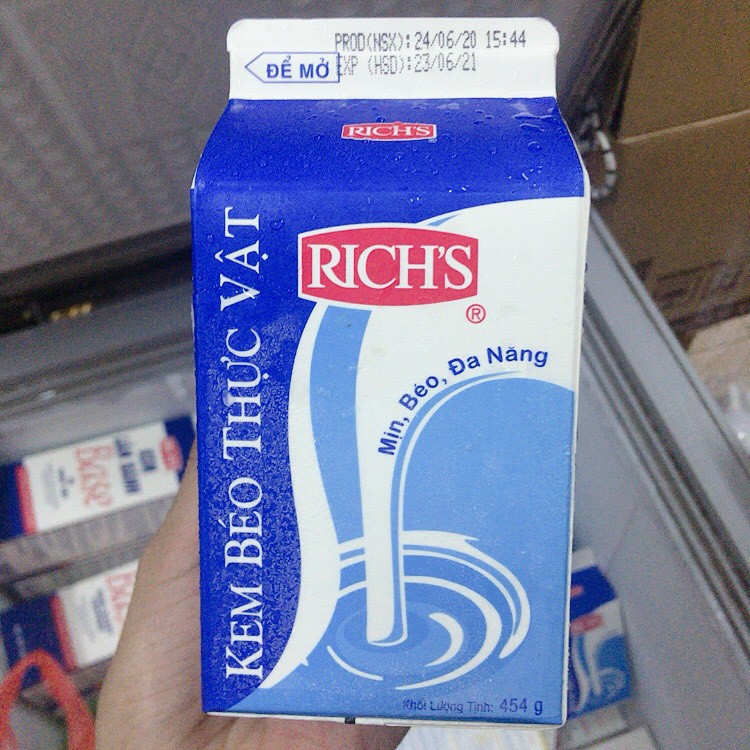 PROD(NSX): 24/06/20 15:44
EXP (HSD): 23/06/21
ĐỂ MỞ
RICH'S
RICH'S
®
Mịn, Béo, Đa Năng
KEM BÉO THỰC VẬT
Khối Lượng Tịnh: 454 g
Base